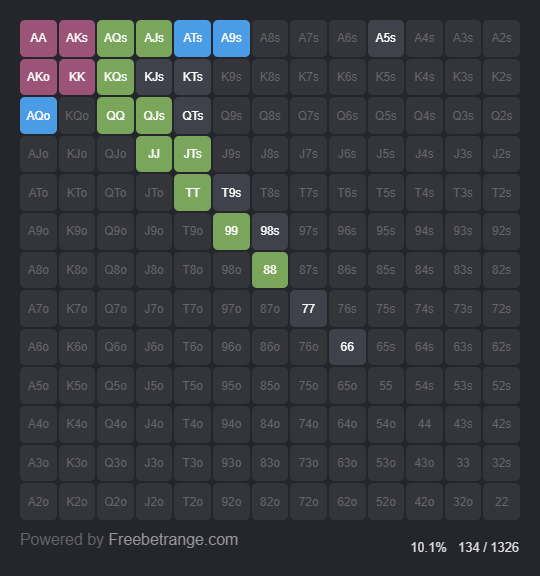 AA AKs AQs AJs ATs A9s A8s A7s A6s A5s A4s A3s A2s
AKo KK KQs KJs KTs K9s K8s K7s K6s K5s K4s K3s K2s
AQo KQo QQ QJs QTs Q9s Q8s Q7s Q6s Q5s Q4s Q3s Q2s
AJo KJo QJo JJ JTs J9s J8s J7s J6s J5s J4s J3s J2s
ATo KTo QTo JTo TT T9s T8s T7s T6s T5s T4s T3s T2s
A9o K9o Q9o J9o T9o 99 98s 97s 96s 95s 94s 93s 92s
A8o K8o Q8o J8o T8o 98o 88 87s 86s 85s 84s 83s 82s
A7o K7o Q7o J7o T7o 97o 87o 77 76s 75s 74s 73s 72s
A6o K6o Q6o J6o T6o 96o 86o 76o 66 65s 64s 63s 62s
A5o K5o Q5o J5o T5o 95o 85o 75o 65o 55 54s 53s 52s
A4o K4o Q4o J4o T4o 94o 84o 74o 64o 54o 44 43s 42s
A3o K3o Q3o J3o T3o 93o 83o 73o 63o 53o 43o 33 32s
A2o K2o Q2o J2o T2o 92o 82o 72o 62o 52o 42o 32o 22
Powered by Freebetrange.com
10.1% 134 / 1326